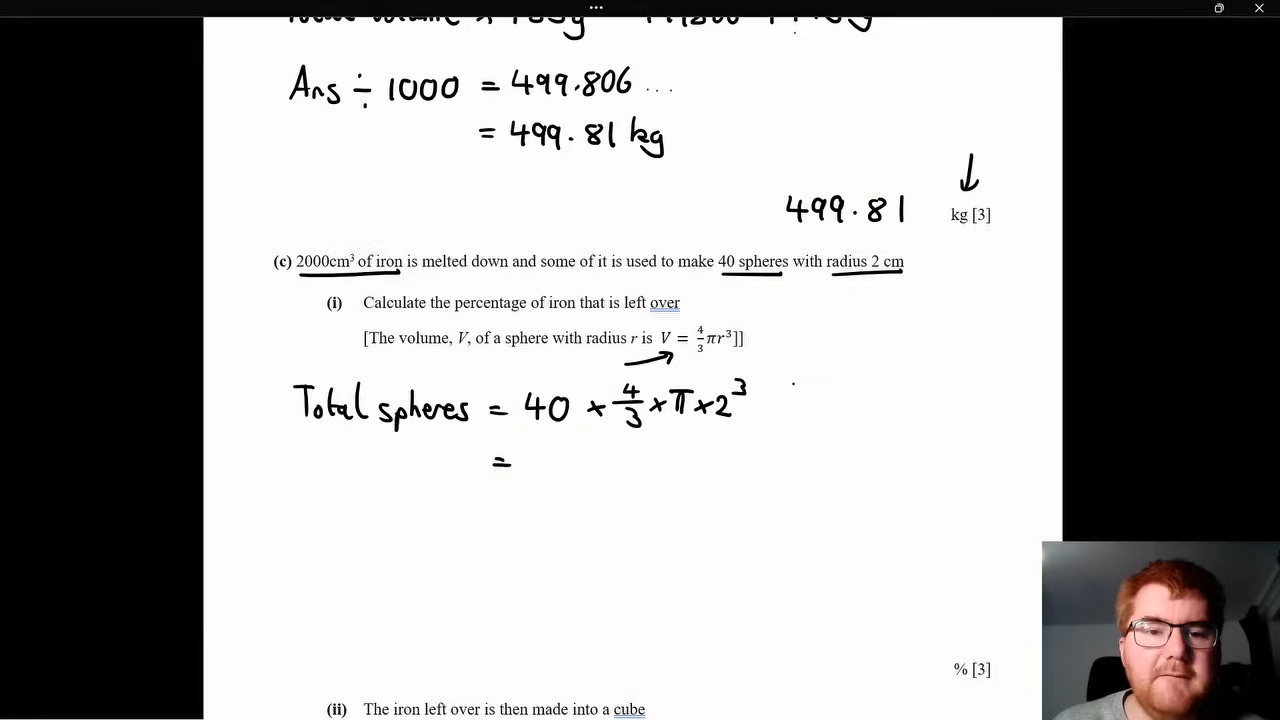 Ans ÷ 1000 = 499.806 ...
= 499.81 kg
499.81 kg [3]
(c) 2000cm³ of iron is melted down and some of it is used to make 40 spheres with radius 2 cm
(i) Calculate the percentage of iron that is left over
[The volume, V, of a sphere with radius r is V = 4/3 πr³]]
Total spheres = 40 × 4/3 × π × 2³
=
% [3]
(ii) The iron left over is then made into a cube